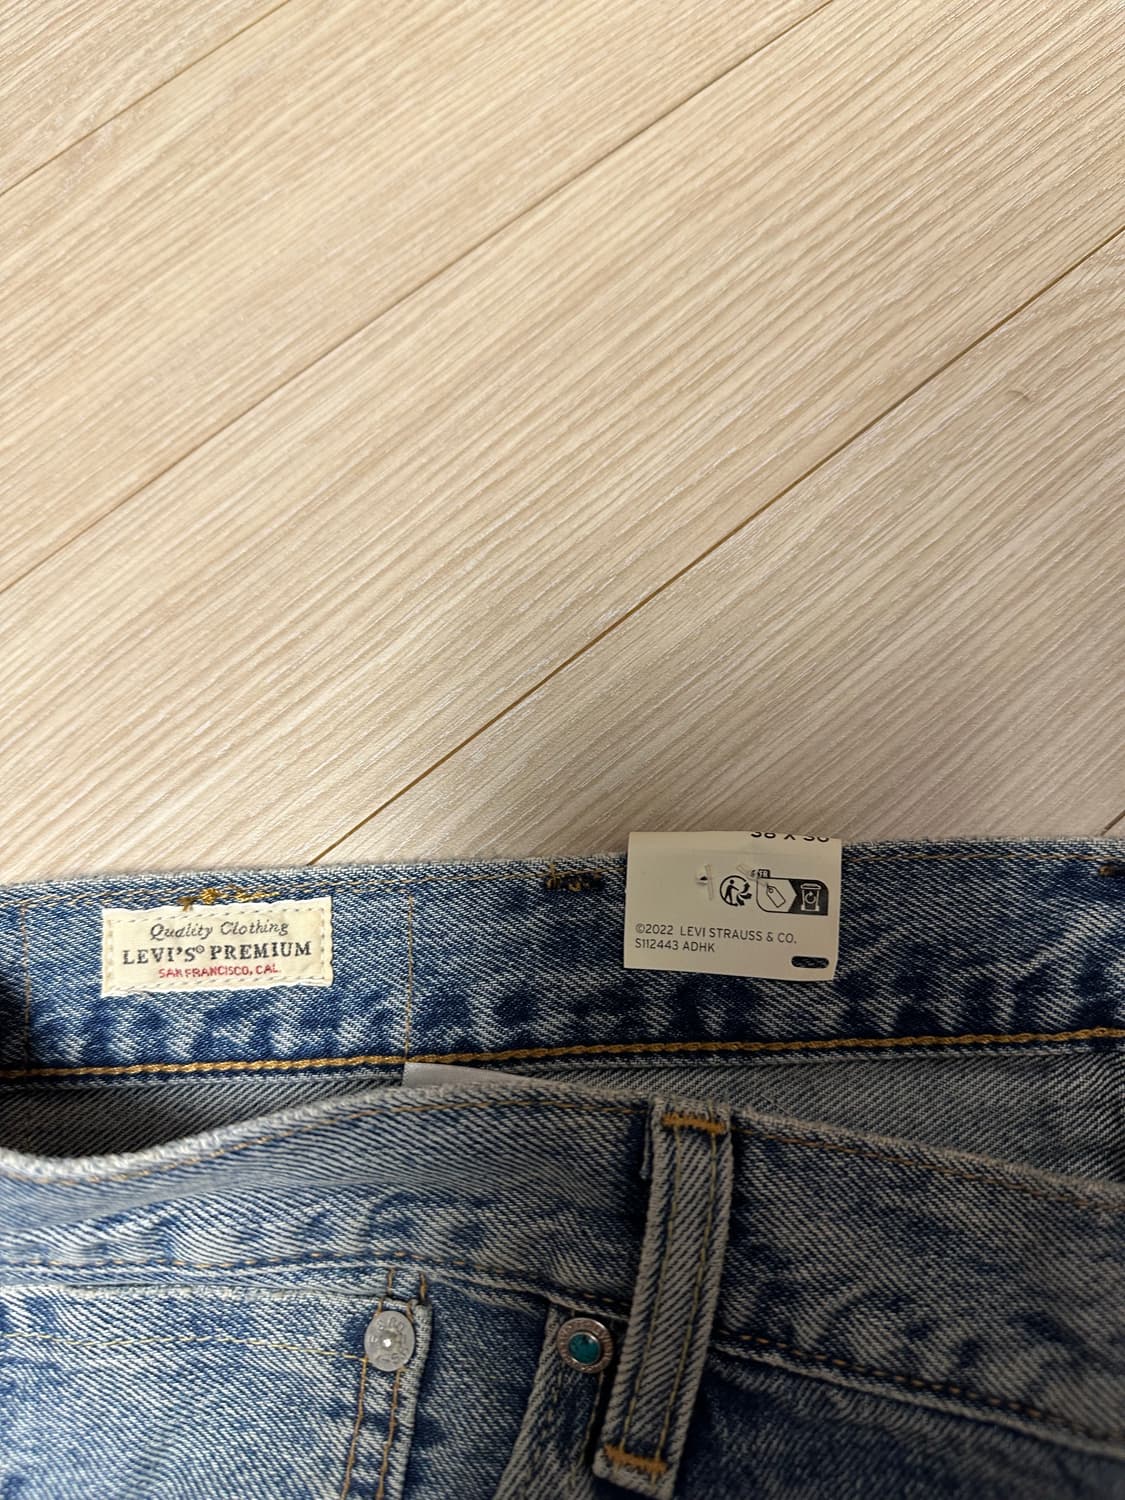 Quality Clothing
LEVI'S® PREMIUM
SAN FRANCISCO, CAL.
©2022 LEVI STRAUSS & CO.
S112443 ADHK